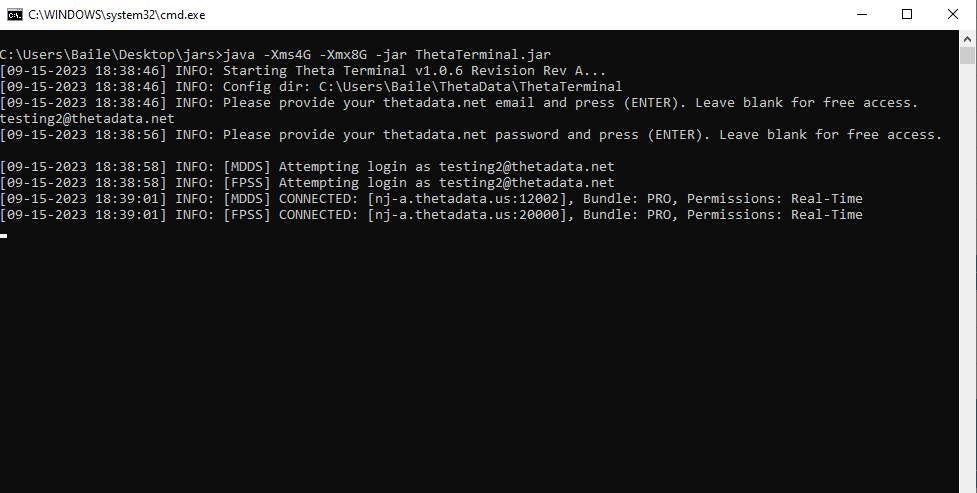 C:\WINDOWS\system32\cmd.exe
C:\Users\Baile\Desktop\jars>java -Xms4G -Xmx8G -jar ThetaTerminal.jar
[09-15-2023 18:38:46] INFO: Starting Theta Terminal v1.0.6 Revision Rev A...
[09-15-2023 18:38:46] INFO: Config dir: C:\Users\Baile\ThetaData\ThetaTerminal
[09-15-2023 18:38:46] INFO: Please provide your thetadata.net email and press (ENTER). Leave blank for free access.
testing2@thetadata.net
[09-15-2023 18:38:56] INFO: Please provide your thetadata.net password and press (ENTER). Leave blank for free access.
[09-15-2023 18:38:58] INFO: [MDDS] Attempting login as testing2@thetadata.net
[09-15-2023 18:38:58] INFO: [FPSS] Attempting login as testing2@thetadata.net
[09-15-2023 18:39:01] INFO: [MDDS] CONNECTED: [nj-a.thetadata.us:12002], Bundle: PRO, Permissions: Real-Time
[09-15-2023 18:39:01] INFO: [FPSS] CONNECTED: [nj-a.thetadata.us:20000], Bundle: PRO, Permissions: Real-Time